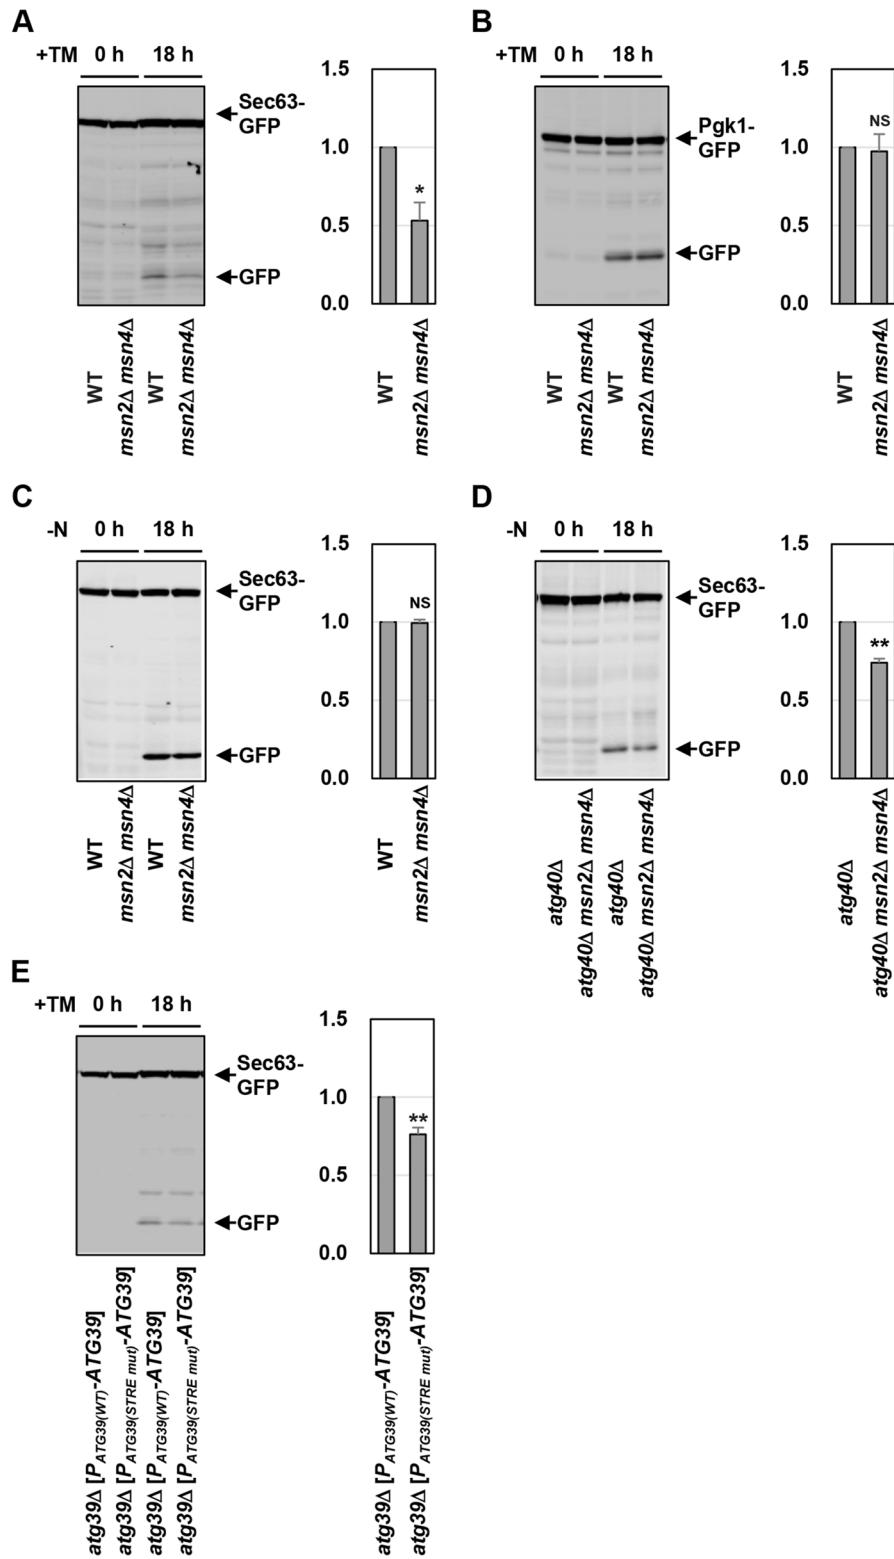 A
+TM 0 h 18 h
Sec63-
GFP
GFP
WT
msn2Δ msn4Δ
WT
msn2Δ msn4Δ
1.5
1.0
0.5
0.0
*
WT
msn2Δ msn4Δ
B
+TM 0 h 18 h
Pgk1-
GFP
GFP
WT
msn2Δ msn4Δ
WT
msn2Δ msn4Δ
1.5
1.0
0.5
0.0
NS
WT
msn2Δ msn4Δ
C
-N 0 h 18 h
Sec63-
GFP
GFP
WT
msn2Δ msn4Δ
WT
msn2Δ msn4Δ
1.5
1.0
0.5
0.0
NS
WT
msn2Δ msn4Δ
D
-N 0 h 18 h
Sec63-
GFP
GFP
atg40Δ
atg40Δ msn2Δ msn4Δ
atg40Δ
atg40Δ msn2Δ msn4Δ
1.5
1.0
0.5
0.0
**
atg40Δ
atg40Δ msn2Δ msn4Δ
E
+TM 0 h 18 h
Sec63-
GFP
GFP
atg39Δ [PATG39(WT)-ATG39]
atg39Δ [PATG39(STRE mut)-ATG39]
atg39Δ [PATG39(WT)-ATG39]
atg39Δ [PATG39(STRE mut)-ATG39]
1.5
1.0
0.5
0.0
**
atg39Δ [PATG39(WT)-ATG39]
atg39Δ [PATG39(STRE mut)-ATG39]